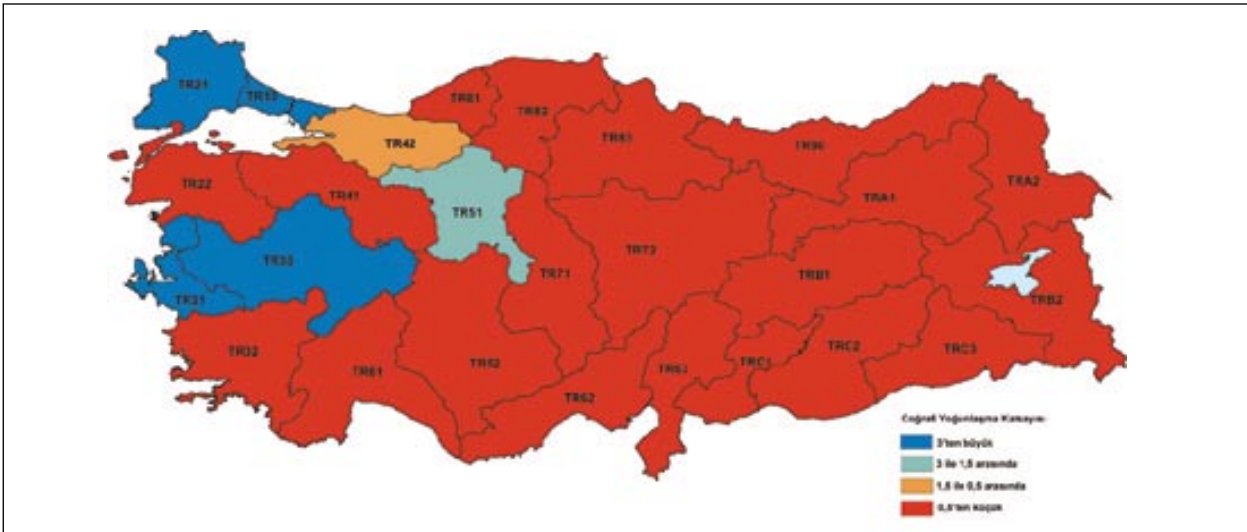 TR21
TR10
TR81
TR82
TR83
TR90
TRA2
TR42
TR22
TR41
TR51
TRA1
TR33
TR72
TR71
TRB1
TRB2
TR31
TR32
TR61
TR52
TR62
TR63
TRC1
TRC2
TRC3
Coğrafi Yoğunlaşma Katsayısı
3'ten büyük
3 ile 1,5 arasında
1,5 ile 0,5 arasında
0,5'ten küçük